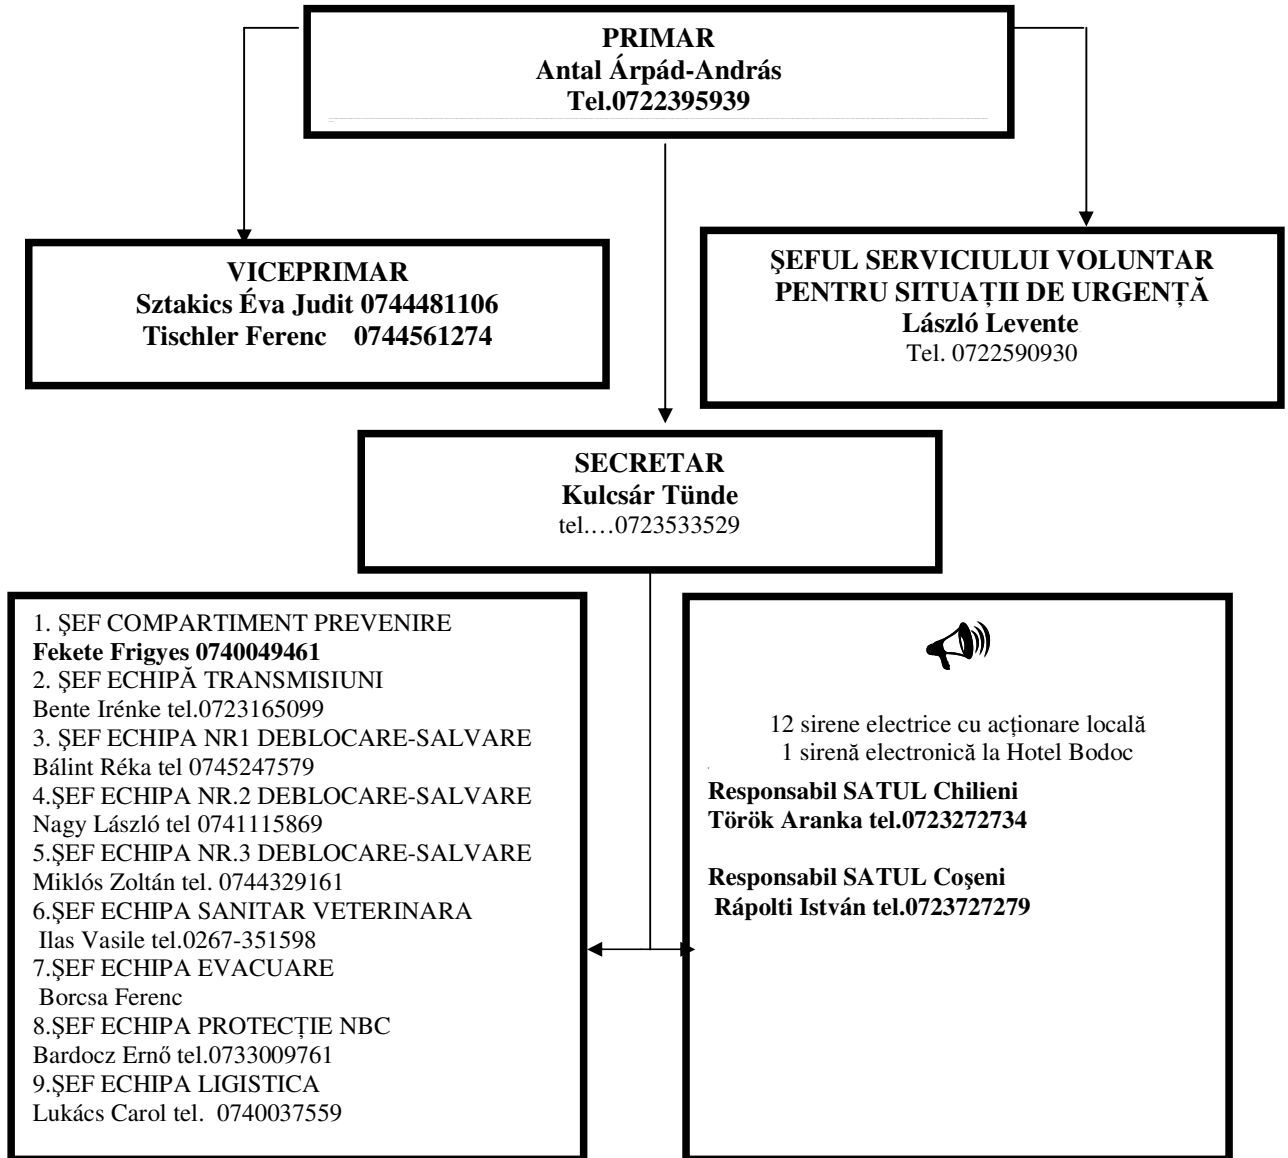 PRIMAR
Antal Árpád-András
Tel.0722395939
VICEPRIMAR
Sztakics Éva Judit 0744481106
Tischler Ferenc 0744561274
ŞEFUL SERVICIULUI VOLUNTAR
PENTRU SITUAȚII DE URGENȚĂ
László Levente
Tel. 0722590930
SECRETAR
Kulcsár Tünde
tel.…0723533529
1. ŞEF COMPARTIMENT PREVENIRE
Fekete Frigyes 0740049461
2. ŞEF ECHIPĂ TRANSMISIUNI
Bente Irénke tel.0723165099
3. ŞEF ECHIPA NR1 DEBLOCARE-SALVARE
Bálint Réka tel 0745247579
4.ŞEF ECHIPA NR.2 DEBLOCARE-SALVARE
Nagy László tel 0741115869
5.ŞEF ECHIPA NR.3 DEBLOCARE-SALVARE
Miklós Zoltán tel. 0744329161
6.ŞEF ECHIPA SANITAR VETERINARA
Ilas Vasile tel.0267-351598
7.ŞEF ECHIPA EVACUARE
Borcsa Ferenc
8.ŞEF ECHIPA PROTECȚIE NBC
Bardocz Ernő tel.0733009761
9.ŞEF ECHIPA LIGISTICA
Lukács Carol tel. 0740037559
12 sirene electrice cu acționare locală
1 sirenă electronică la Hotel Bodoc
Responsabil SATUL Chilieni
Török Aranka tel.0723272734
Responsabil SATUL Coşeni
Rápolti István tel.0723727279